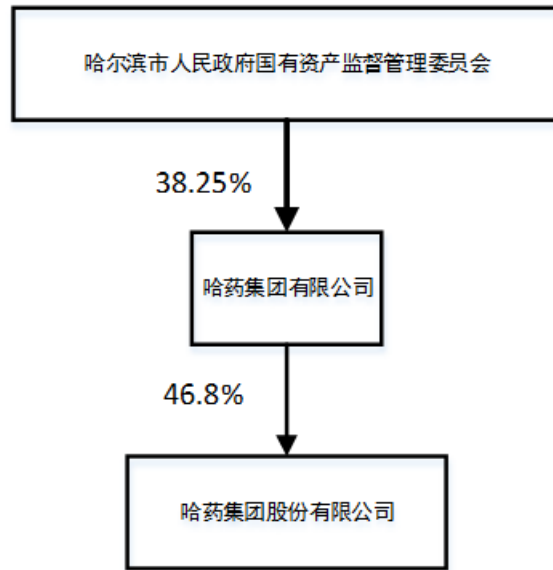 哈尔滨市人民政府国有资产监督管理委员会
38.25%
哈药集团有限公司
46.8%
哈药集团股份有限公司